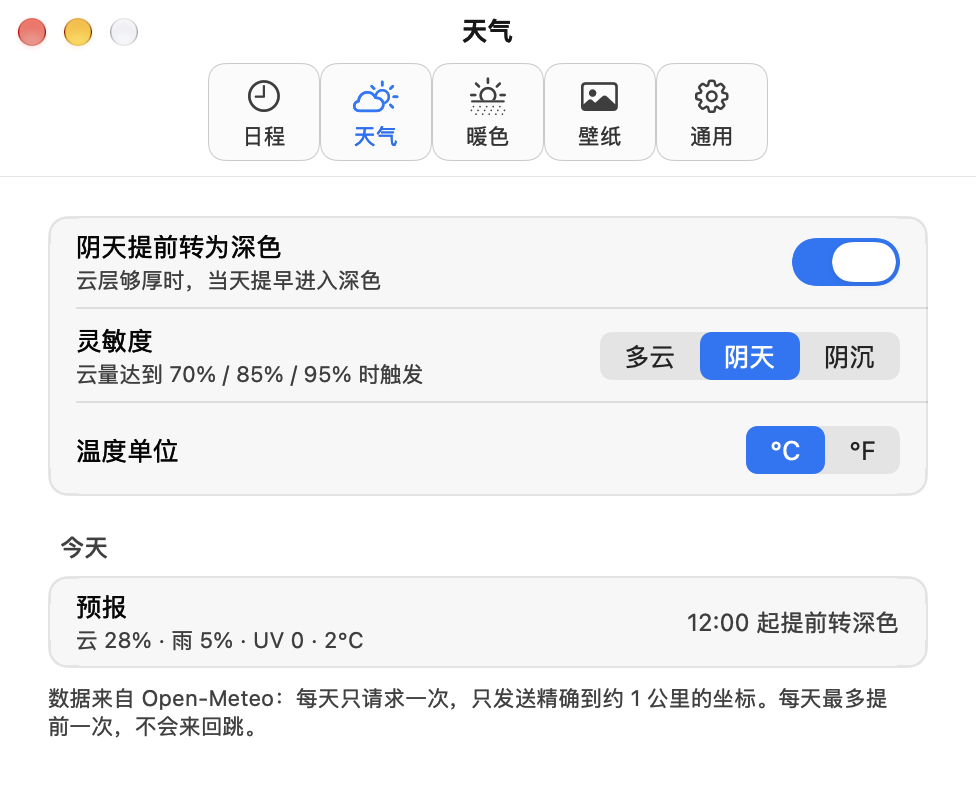 天气
日程
天气
暖色
壁纸
通用
阴天提前转为深色
云层够厚时，当天提早进入深色
灵敏度
云量达到 70% / 85% / 95% 时触发
多云
阴天
阴沉
温度单位
°C
°F
今天
预报
云 28% · 雨 5% · UV 0 · 2°C
12:00 起提前转深色
数据来自 Open-Meteo：每天只请求一次，只发送精确到约 1 公里的坐标。每天最多提
前一次，不会来回跳。